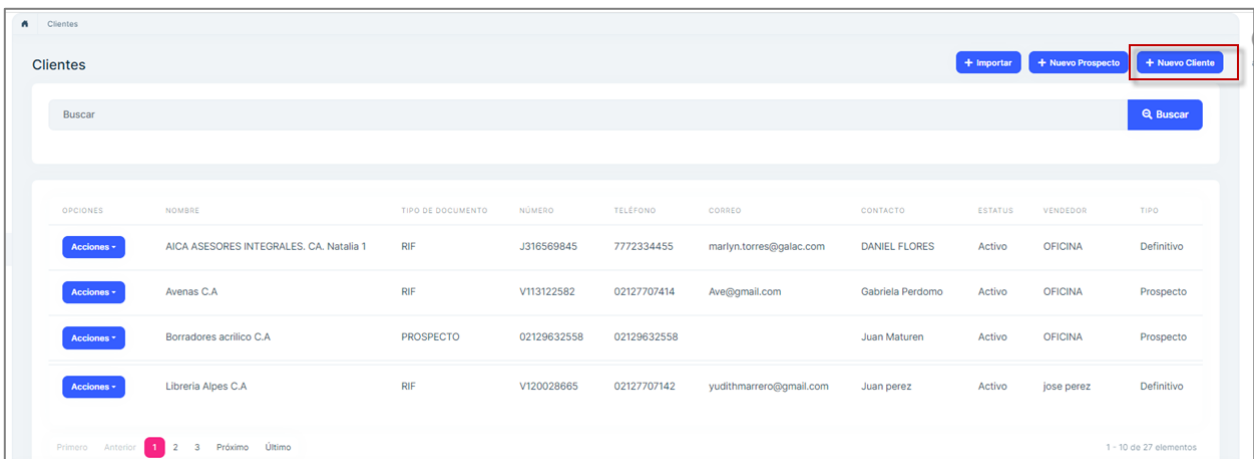 Clientes
Clientes
+ Importar + Nuevo Prospecto + Nuevo Cliente
Buscar Buscar
OPCIONES NOMBRE TIPO DE DOCUMENTO NÚMERO TELÉFONO CORREO CONTACTO ESTATUS VENDEDOR TIPO
Acciones AICA ASESORES INTEGRALES. CA. Natalia 1 RIF J316569845 7772334455 marlyn.torres@galac.com DANIEL FLORES Activo OFICINA Definitivo
Acciones Avenas C.A RIF V113122582 02127707414 Ave@gmail.com Gabriela Perdomo Activo OFICINA Prospecto
Acciones Borradores acrilico C.A PROSPECTO 02129632558 02129632558 Juan Maturen Activo OFICINA Prospecto
Acciones Libreria Alpes C.A RIF V120028665 02127707142 yudithmarrero@gmail.com Juan perez Activo jose perez Definitivo
Primero Anterior 1 2 3 Próximo Último 1 - 10 de 27 elementos